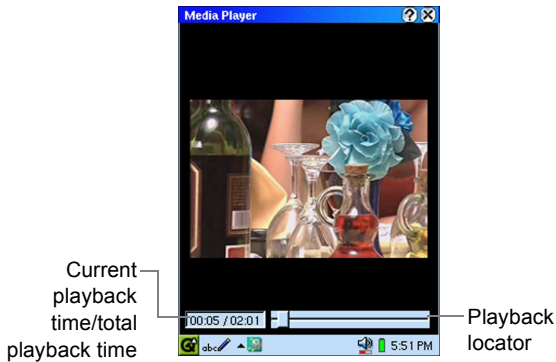 Media Player
Current
playback
time/total
playback time
00:05 / 02:01
Playback
locator
abc
5:51 PM